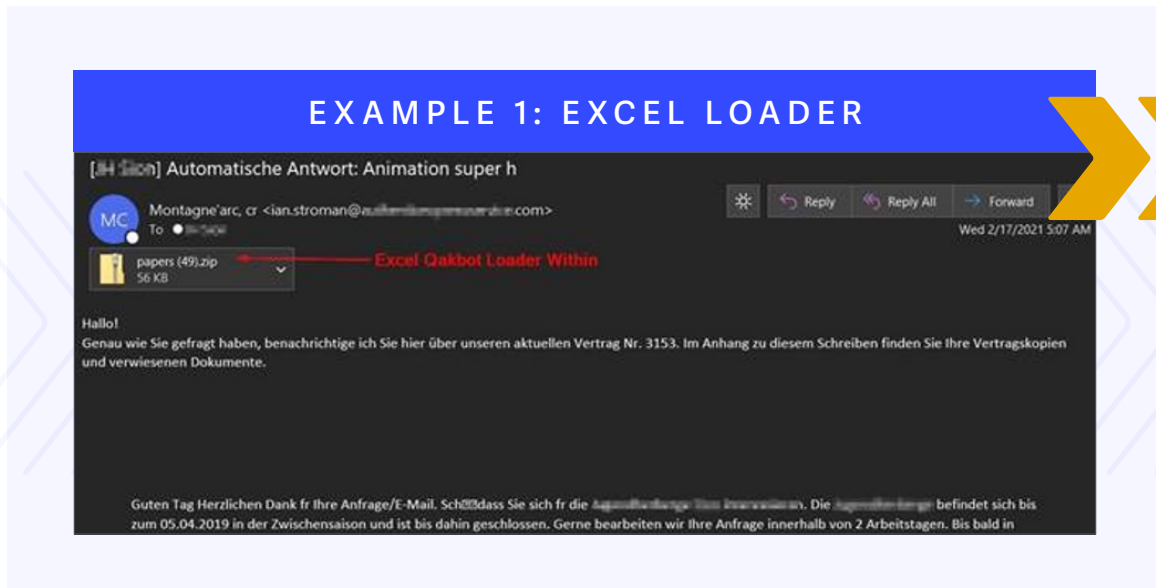 EXAMPLE 1: EXCEL LOADER
[] Automatische Antwort: Animation super h
MC
Montagne'arc, cr <ian.stroman@.com>
To
Reply
Reply All
Forward
Wed 2/17/2021 5:07 AM
papers (49).zip
56 KB
Excel Qakbot Loader Within
Hallo!
Genau wie Sie gefragt haben, benachrichtige ich Sie hier über unseren aktuellen Vertrag Nr. 3153. Im Anhang zu diesem Schreiben finden Sie Ihre Vertragskopien
und verwiesenen Dokumente.
Guten Tag Herzlichen Dank fr Ihre Anfrage/E-Mail. Sch dass Sie sich fr die . Die befindet sich bis
zum 05.04.2019 in der Zwischensaison und ist bis dahin geschlossen. Gerne bearbeiten wir Ihre Anfrage innerhalb von 2 Arbeitstagen. Bis bald in